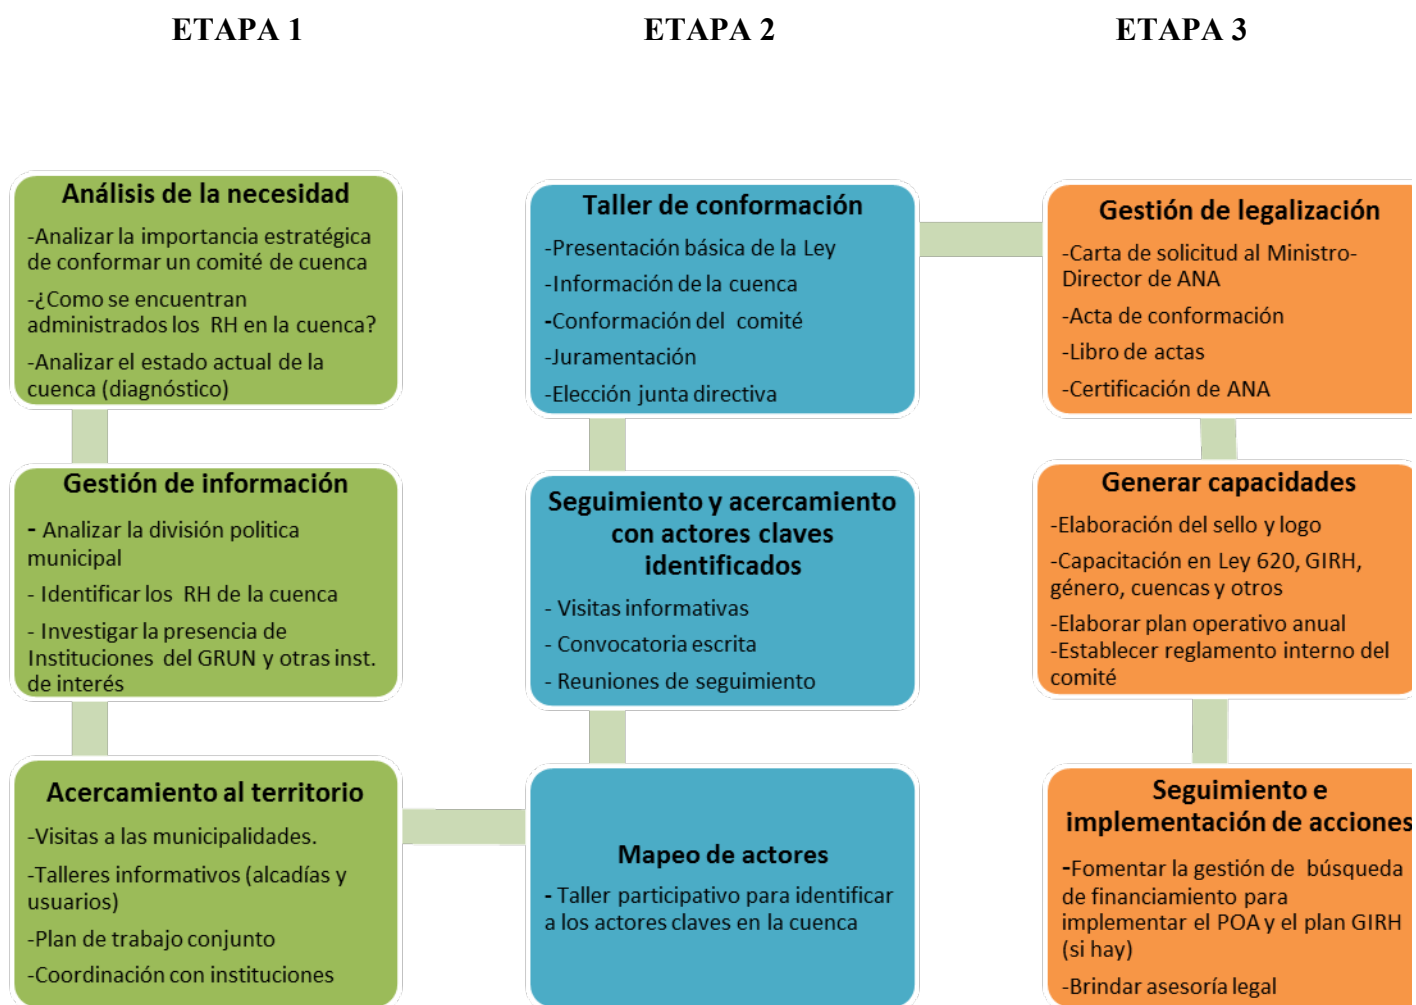 ETAPA 1
ETAPA 2
ETAPA 3
Análisis de la necesidad
-Analizar la importancia estratégica
de conformar un comité de cuenca
-¿Como se encuentran
administrados los RH en la cuenca?
-Analizar el estado actual de la
cuenca (diagnóstico)
Gestión de información
- Analizar la división politica
municipal
- Identificar los RH de la cuenca
- Investigar la presencia de
Instituciones del GRUN y otras inst.
de interés
Acercamiento al territorio
-Visitas a las municipalidades.
-Talleres informativos (alcadías y
usuarios)
-Plan de trabajo conjunto
-Coordinación con instituciones
Taller de conformación
-Presentación básica de la Ley
-Información de la cuenca
-Conformación del comité
-Juramentación
-Elección junta directiva
Seguimiento y acercamiento
con actores claves
identificados
- Visitas informativas
- Convocatoria escrita
- Reuniones de seguimiento
Mapeo de actores
- Taller participativo para identificar
a los actores claves en la cuenca
Gestión de legalización
-Carta de solicitud al Ministro-
Director de ANA
-Acta de conformación
-Libro de actas
-Certificación de ANA
Generar capacidades
-Elaboración del sello y logo
-Capacitación en Ley 620, GIRH,
género, cuencas y otros
-Elaborar plan operativo anual
-Establecer reglamento interno del
comité
Seguimiento e
implementación de acciones
-Fomentar la gestión de búsqueda
de financiamiento para
implementar el POA y el plan GIRH
(si hay)
-Brindar asesoría legal